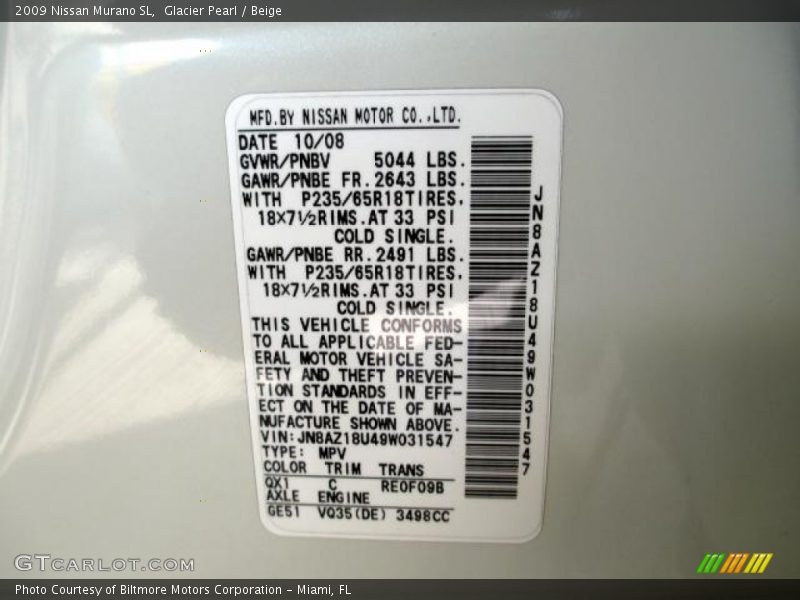 2009 Nissan Murano SL,  Glacier Pearl / Beige
MFD.BY NISSAN MOTOR CO.,LTD.
DATE 10/08
GVWR/PNBV 5044 LBS.
GAWR/PNBE FR.2643 LBS.
WITH P235/65R18TIRES.
18X7½RIMS.AT 33 PSI
COLD SINGLE.
GAWR/PNBE RR.2491 LBS.
WITH P235/65R18TIRES.
18X7½RIMS.AT 33 PSI
COLD SINGLE.
THIS VEHICLE CONFORMS
TO ALL APPLICABLE FED-
ERAL MOTOR VEHICLE SA-
FETY AND THEFT PREVEN-
TION STANDARDS IN EFF-
ECT ON THE DATE OF MA-
NUFACTURE SHOWN ABOVE.
VIN:JN8AZ18U49W031547
TYPE: MPV
COLOR TRIM TRANS
QX1 C RE0F09B
AXLE ENGINE
GE51 VQ35(DE) 3498CC
JN8AZ18U49W031547
GTCARLOT.COM
Photo Courtesy of Biltmore Motors Corporation - Miami, FL